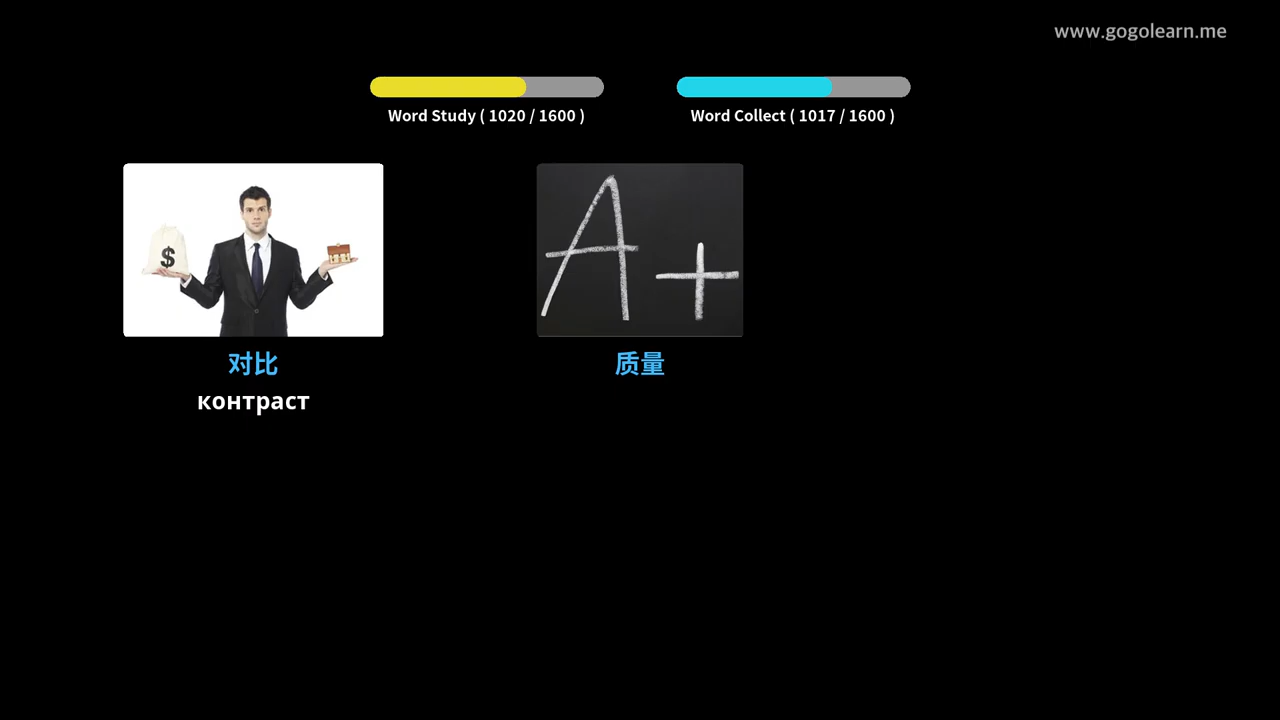 www.gogolearn.me
Word Study ( 1020 / 1600 )
Word Collect ( 1017 / 1600 )
$
A+
对比
质量
контраст